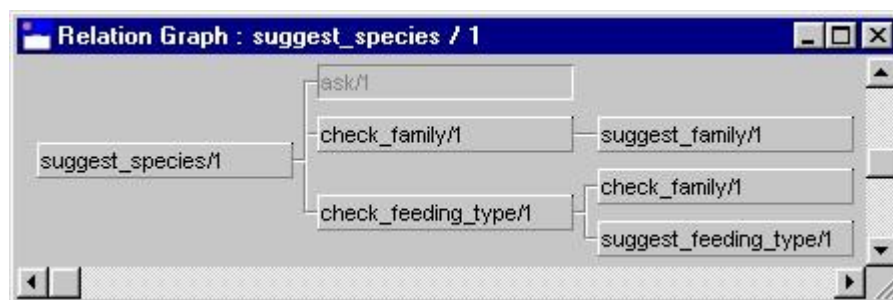 Relation Graph : suggest_species / 1
ask/1
check_family/1
suggest_family/1
suggest_species/1
check_family/1
check_feeding_type/1
suggest_feeding_type/1